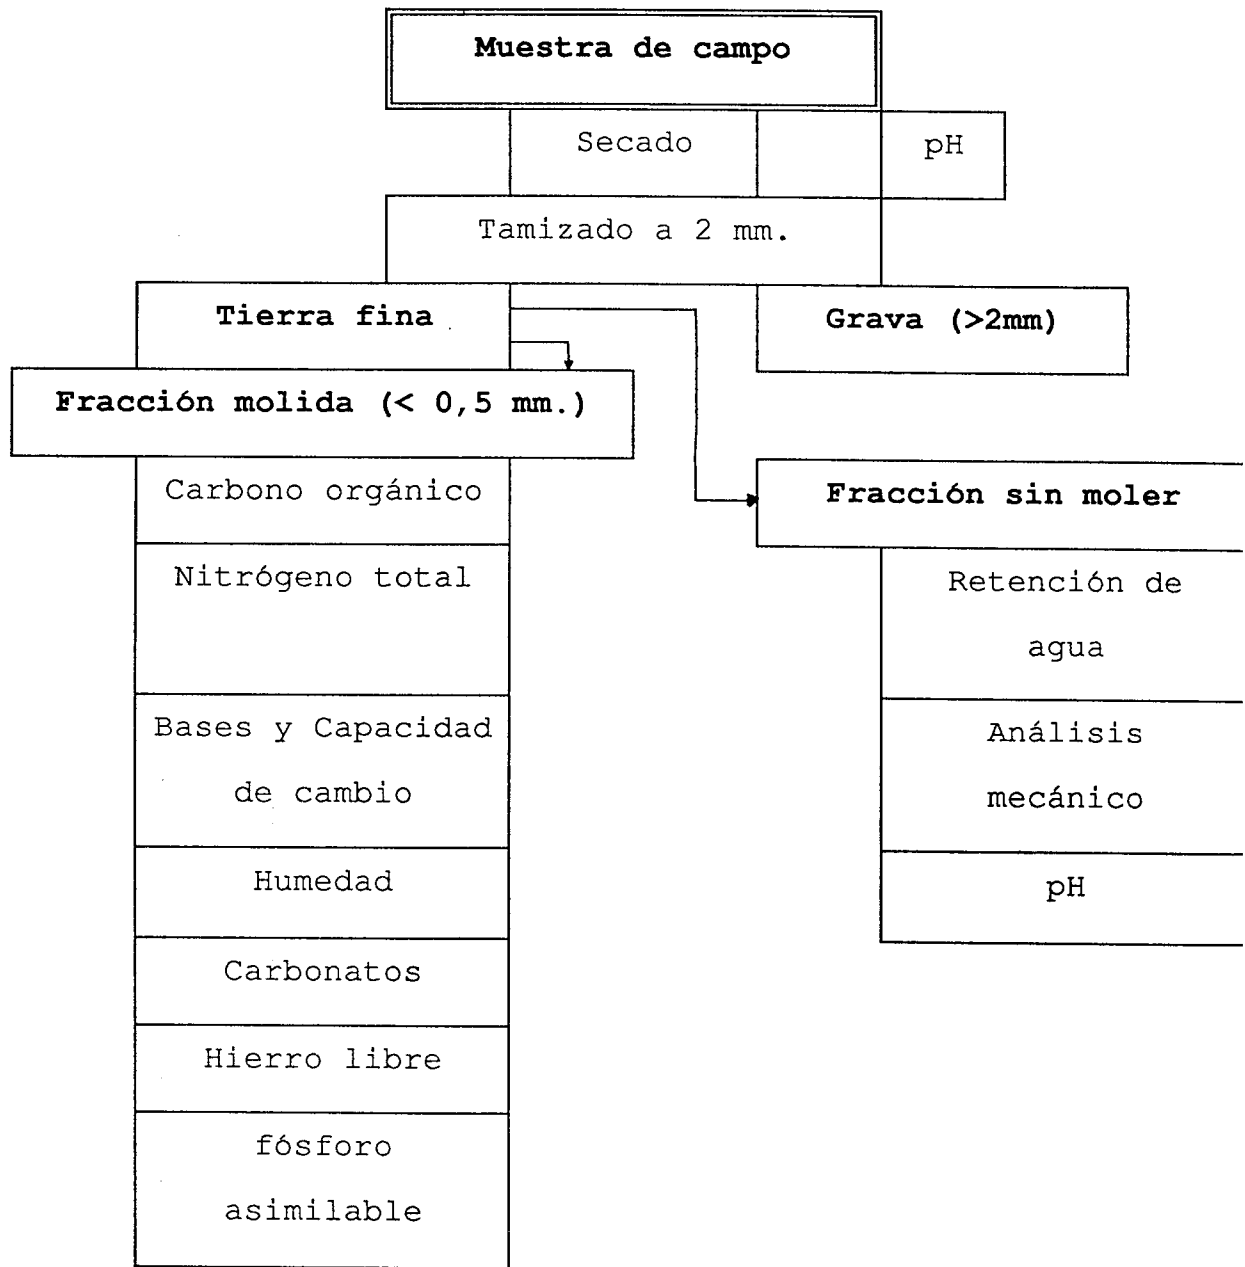 Muestra de campo
Secado
pH
Tamizado a 2 mm.
Tierra fina
Grava (>2mm)
Fracción molida (< 0,5 mm.)
Carbono orgánico
Fracción sin moler
Nitrógeno total
Retención de
agua
Bases y Capacidad
de cambio
Análisis
mecánico
Humedad
pH
Carbonatos
Hierro libre
fósforo
asimilable